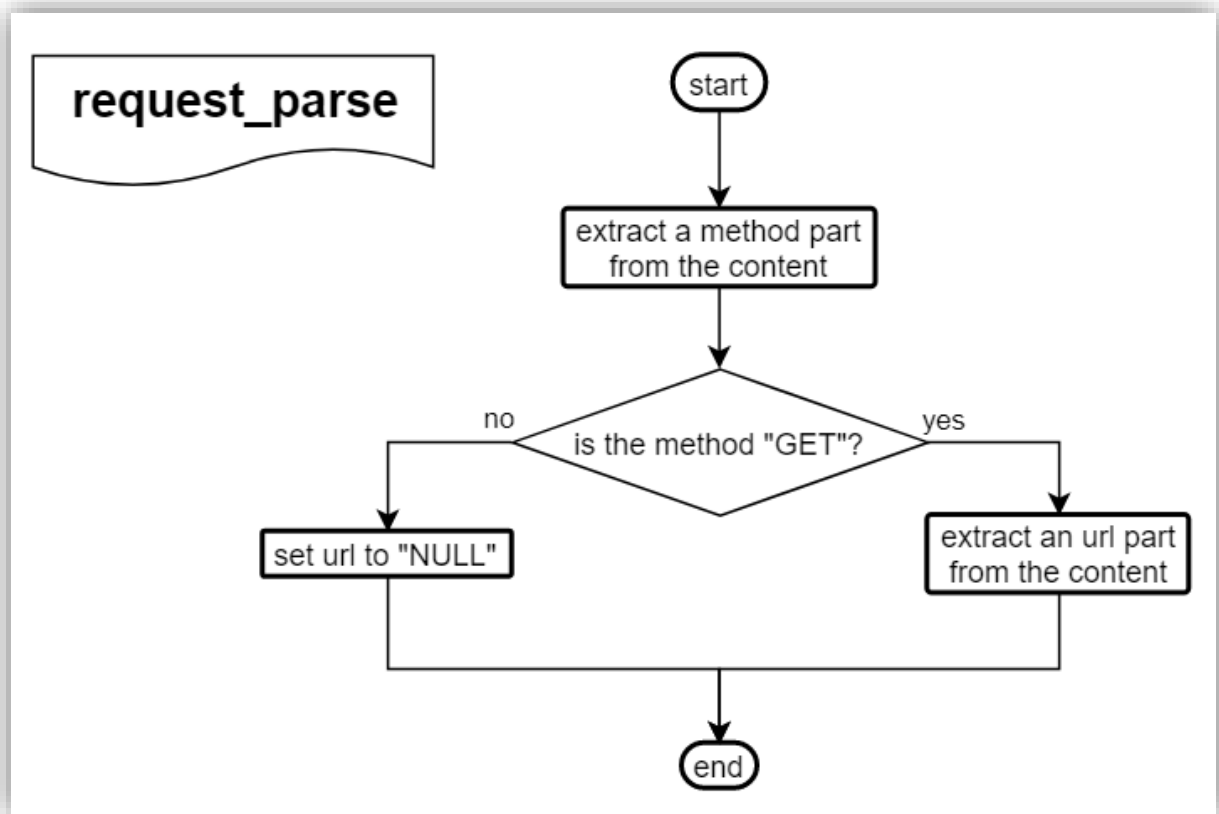 request_parse
start
extract a method part
from the content
is the method "GET"?
no
yes
set url to "NULL"
extract an url part
from the content
end